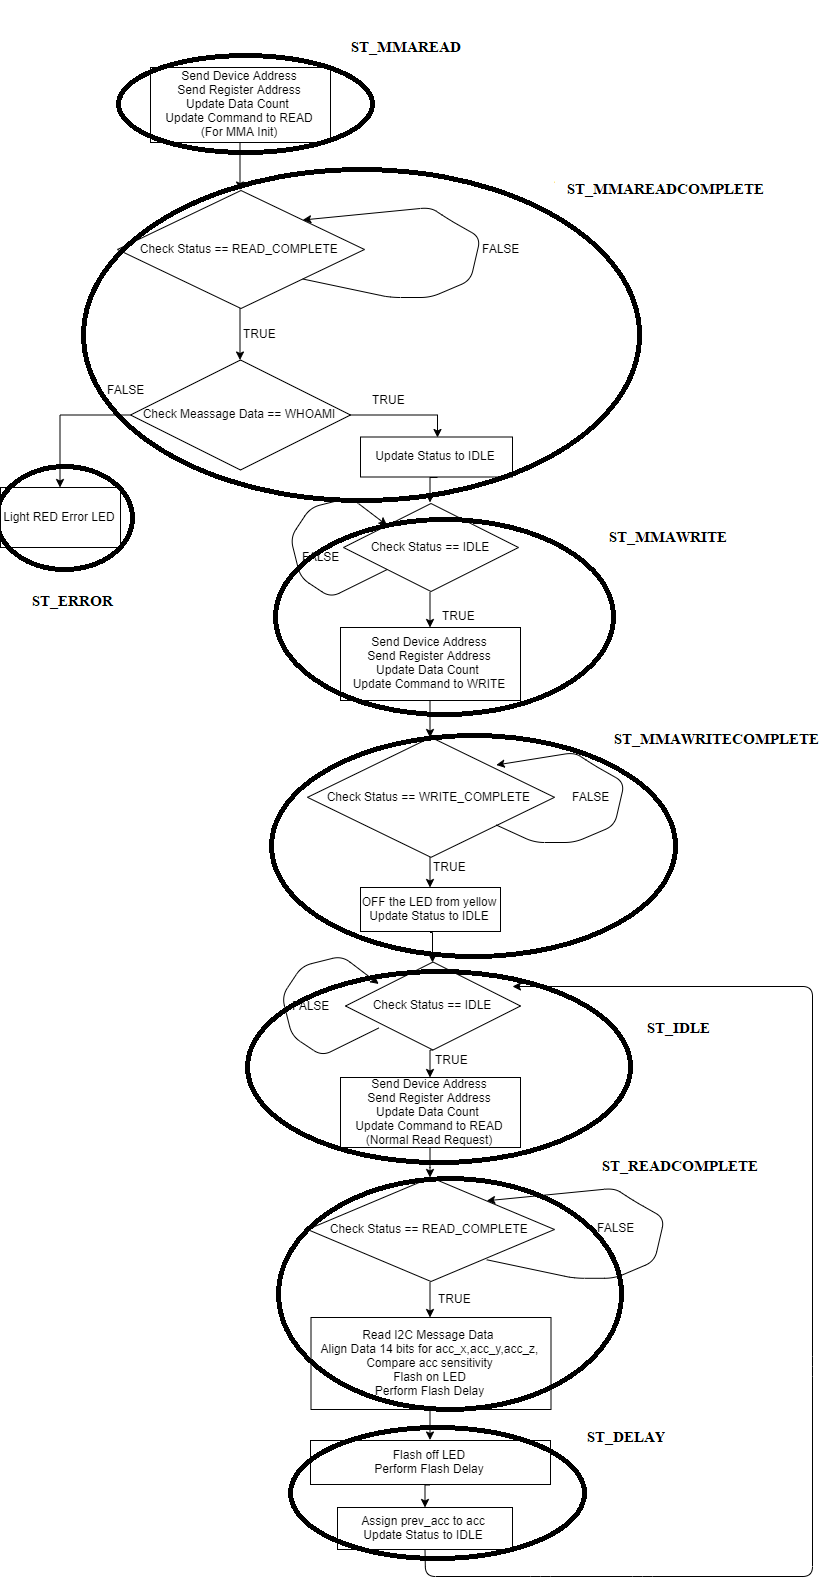 ST_MMAREAD
Send Device Address
Send Register Address
Update Data Count
Update Command to READ
(For MMA Init)
ST_MMAREADCOMPLETE
Check Status == READ_COMPLETE
FALSE
TRUE
FALSE
TRUE
Check Meassage Data == WHOAMI
Update Status to IDLE
Light RED Error LED
ST_ERROR
ST_MMAWRITE
Check Status == IDLE
FALSE
TRUE
Send Device Address
Send Register Address
Update Data Count
Update Command to WRITE
ST_MMAWRITECOMPLETE
Check Status == WRITE_COMPLETE
FALSE
TRUE
OFF the LED from yellow
Update Status to IDLE
Check Status == IDLE
FALSE
ST_IDLE
TRUE
Send Device Address
Send Register Address
Update Data Count
Update Command to READ
(Normal Read Request)
ST_READCOMPLETE
Check Status == READ_COMPLETE
FALSE
TRUE
Read I2C Message Data
Align Data 14 bits for acc_x,acc_y,acc_z,
Compare acc sensitivity
Flash on LED
Perform Flash Delay
ST_DELAY
Flash off LED
Perform Flash Delay
Assign prev_acc to acc
Update Status to IDLE